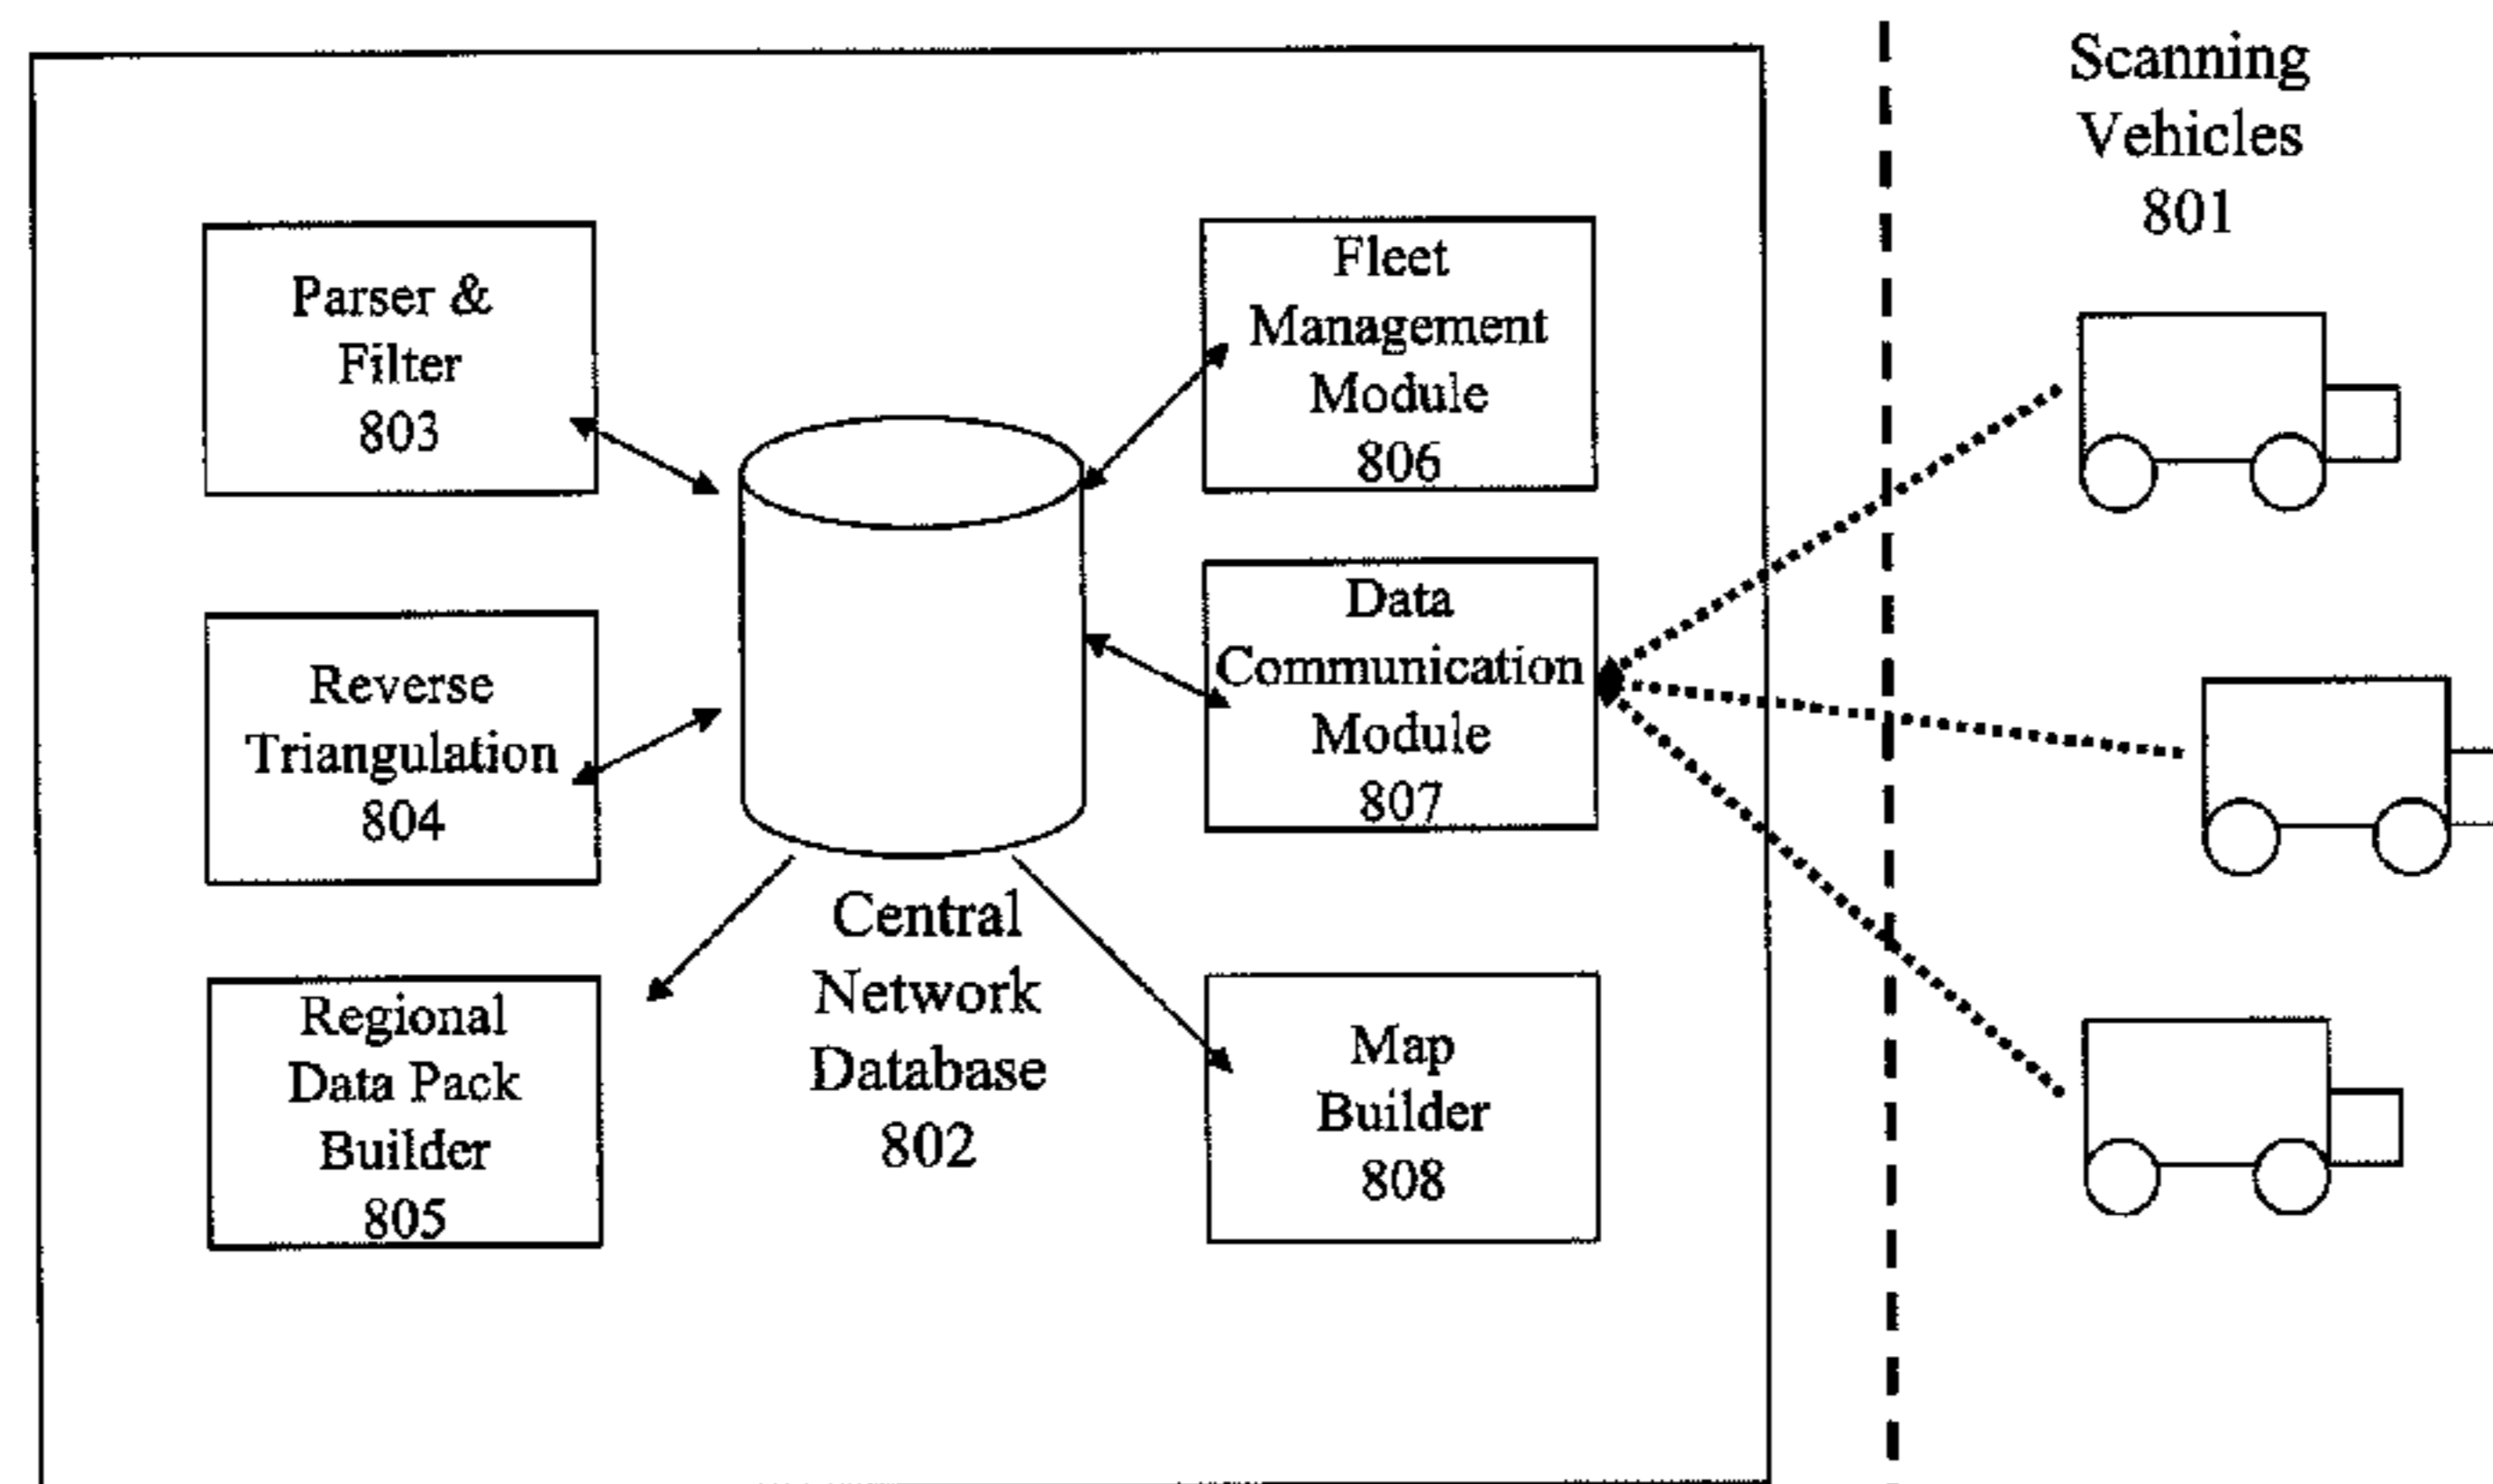 Scanning
Vehicles
801
Parser &
Filter
803
Fleet
Management
Module
806
Reverse
Triangulation
804
Data
Communication
Module
807
Central
Network
Database
802
Regional
Data Pack
Builder
805
Map
Builder
808